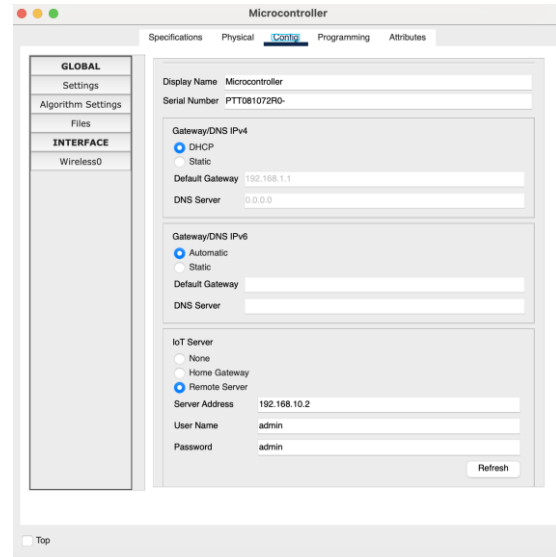 Microcontroller
Specifications Physical Config Programming Attributes
GLOBAL
Settings
Algorithm Settings
Files
INTERFACE
Wireless0
Display Name Microcontroller
Serial Number PTT081072R0-
Gateway/DNS IPv4
DHCP
Static
Default Gateway 192.168.1.1
DNS Server 0.0.0.0
Gateway/DNS IPv6
Automatic
Static
Default Gateway
DNS Server
IoT Server
None
Home Gateway
Remote Server
Server Address 192.168.10.2
User Name admin
Password admin
Refresh
Top